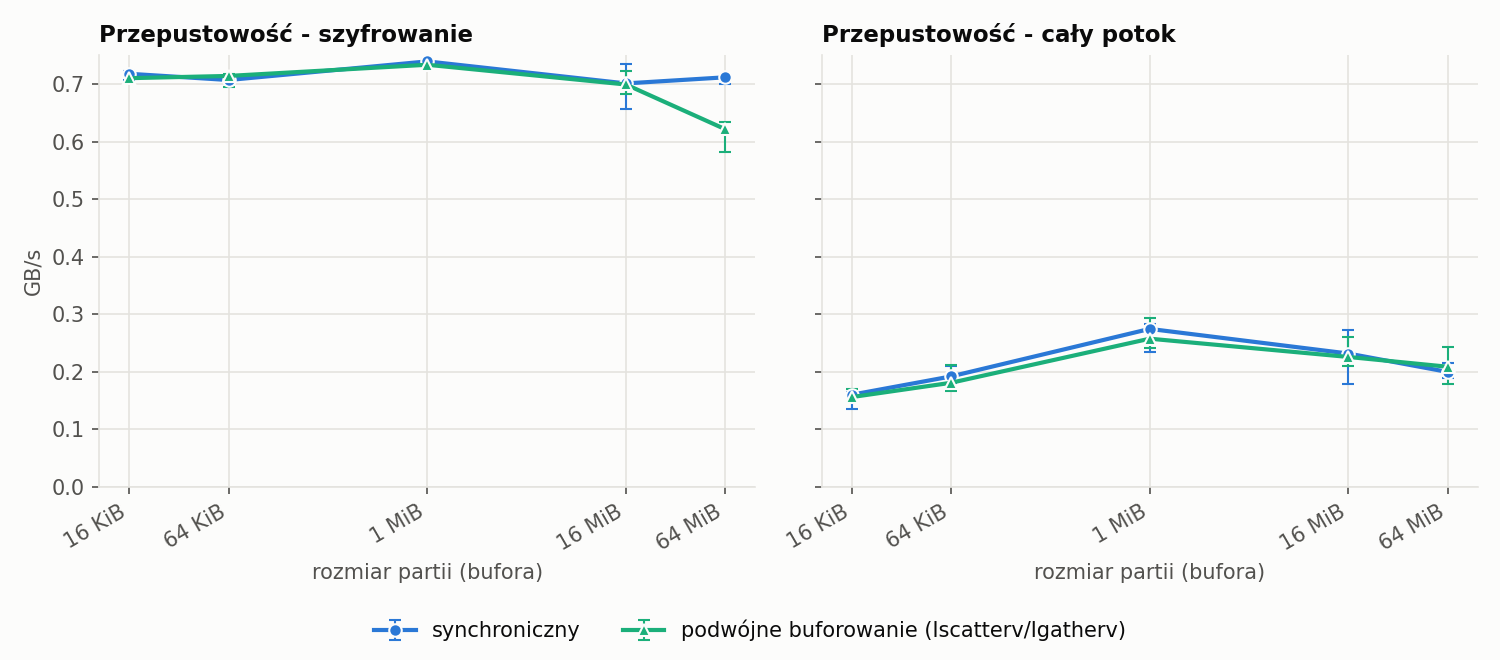 Przepustowość - szyfrowanie
0.7
0.6
0.5
0.4
0.3
0.2
0.1
0.0
GB/s
16 KiB
64 KiB
1 MiB
16 MiB
64 MiB
rozmiar partii (bufora)
Przepustowość - cały potok
16 KiB
64 KiB
1 MiB
16 MiB
64 MiB
rozmiar partii (bufora)
synchroniczny
podwójne buforowanie (Iscatterv/Igatherv)